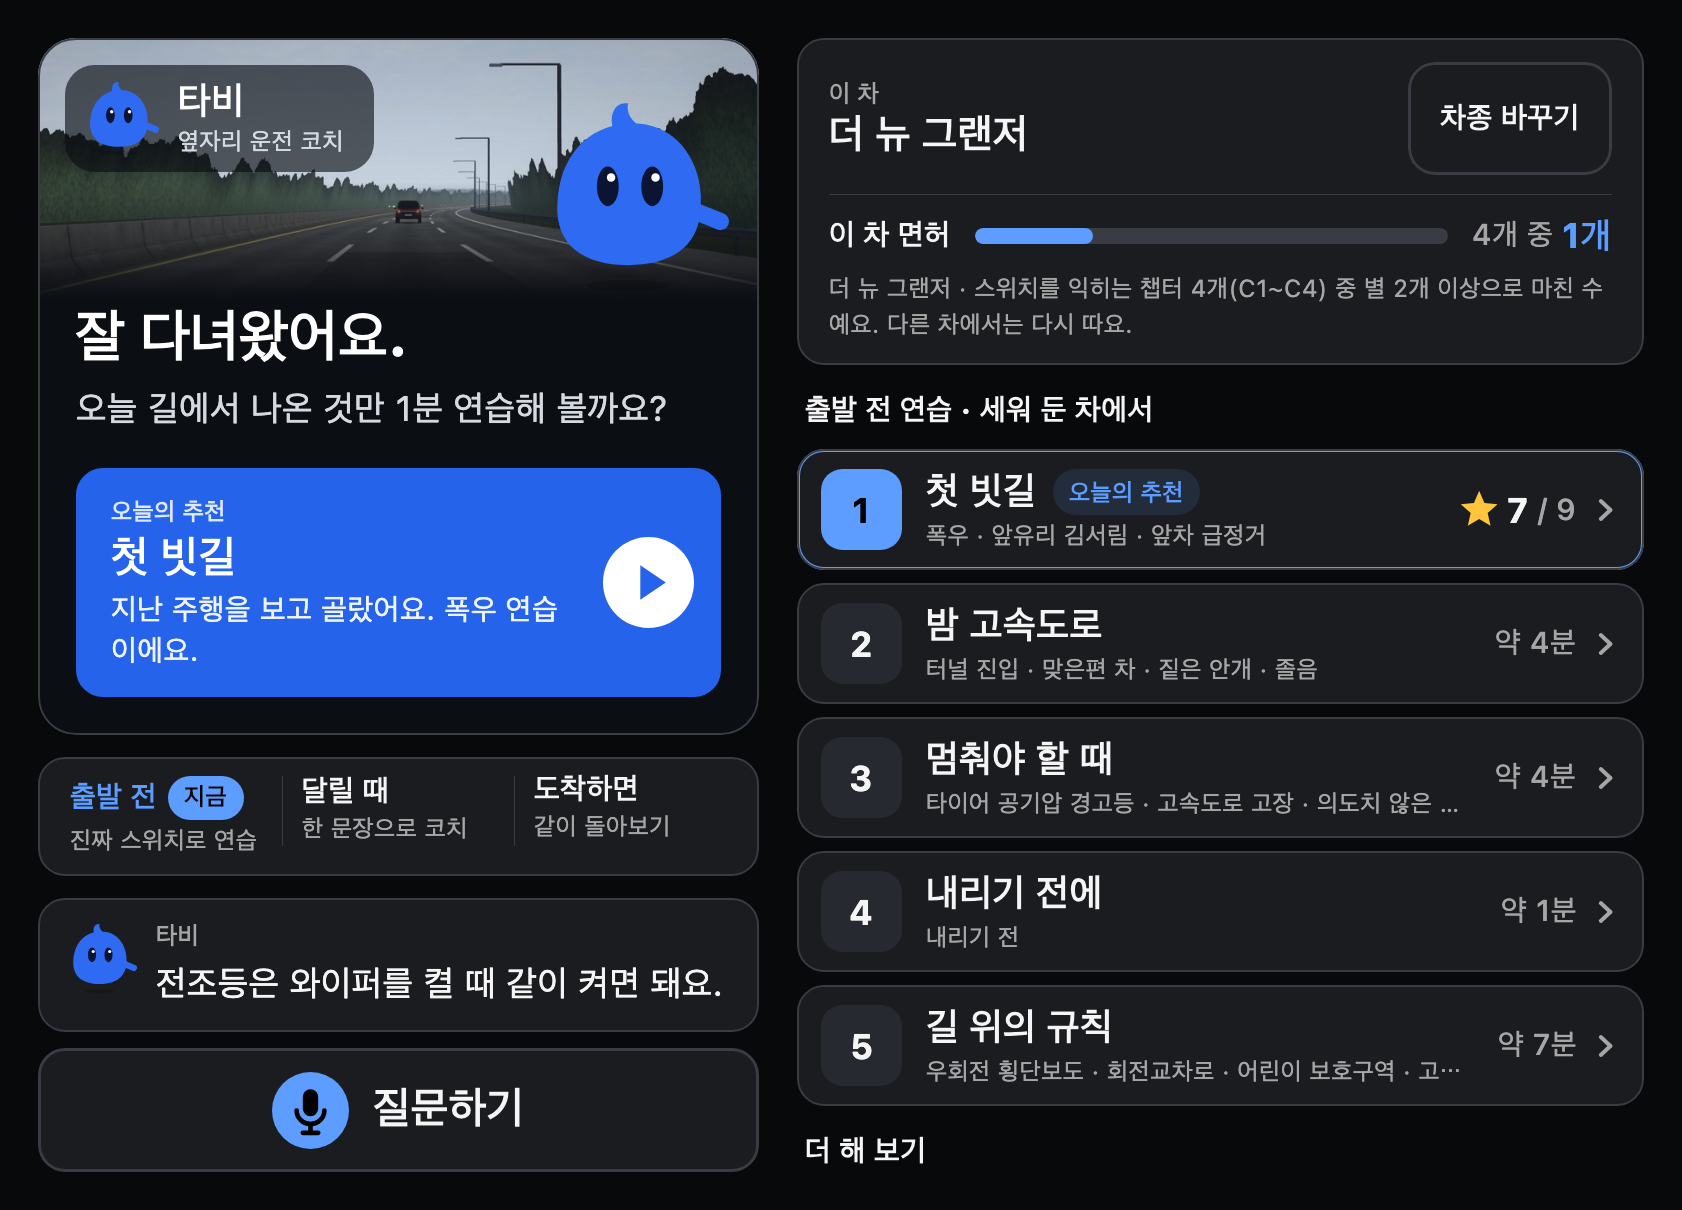 타비
옆자리 운전 코치
잘 다녀왔어요.
오늘 길에서 나온 것만 1분 연습해 볼까요?
오늘의 추천
첫 빗길
지난 주행을 보고 골랐어요. 폭우 연습
이에요.
출발 전 지금
진짜 스위치로 연습
달릴 때
한 문장으로 코치
도착하면
같이 돌아보기
타비
전조등은 와이퍼를 켤 때 같이 켜면 돼요.
질문하기
이 차
더 뉴 그랜저
차종 바꾸기
이 차 면허
4개 중 1개
더 뉴 그랜저 · 스위치를 익히는 챕터 4개(C1~C4) 중 별 2개 이상으로 마친 수
예요. 다른 차에서는 다시 따요.
출발 전 연습 · 세워 둔 차에서
1
첫 빗길 오늘의 추천
폭우 · 앞유리 김서림 · 앞차 급정거
7 / 9
2
밤 고속도로
터널 진입 · 맞은편 차 · 짙은 안개 · 졸음
약 4분
3
멈춰야 할 때
타이어 공기압 경고등 · 고속도로 고장 · 의도치 않은 ...
약 4분
4
내리기 전에
내리기 전
약 1분
5
길 위의 규칙
우회전 횡단보도 · 회전교차로 · 어린이 보호구역 · 고…
약 7분
더 해 보기